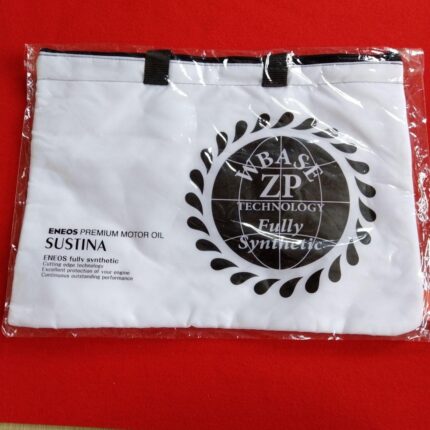 WBASE
ZP
TECHNOLOGY
Fully
Synthetic
ENEOS PREMIUM MOTOR OIL
SUSTINA
ENEOS fully synthetic
Cutting edge technology
Excellent protection of your engine
Continuous outstanding performance